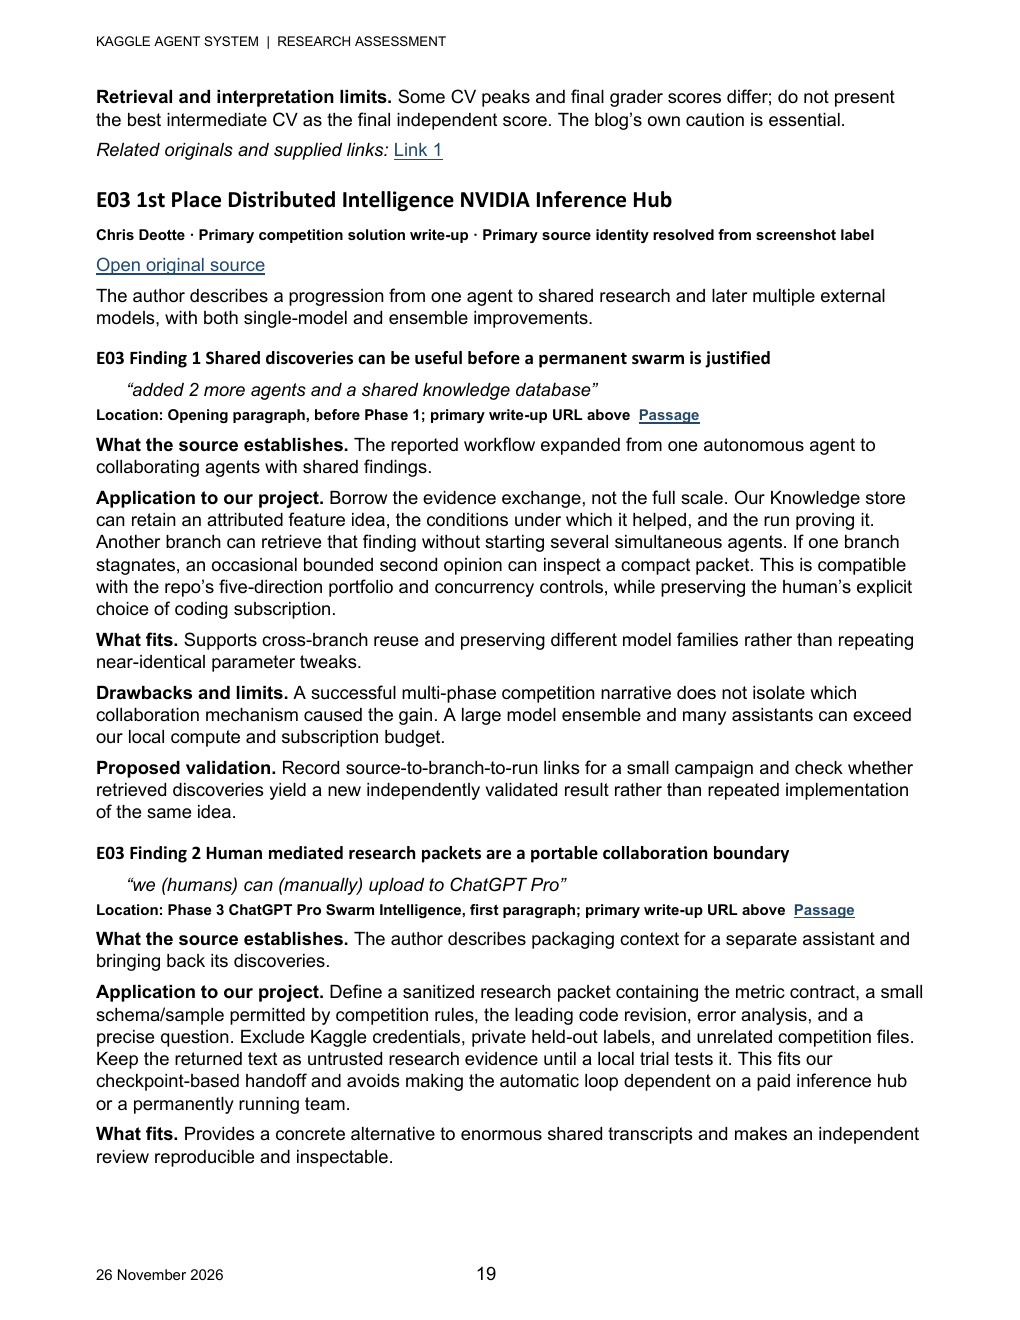 KAGGLE AGENT SYSTEM | RESEARCH ASSESSMENT
Retrieval and interpretation limits. Some CV peaks and final grader scores differ; do not present
the best intermediate CV as the final independent score. The blog’s own caution is essential.
Related originals and supplied links: Link 1
E03 1st Place Distributed Intelligence NVIDIA Inference Hub
Chris Deotte · Primary competition solution write-up · Primary source identity resolved from screenshot label
Open original source
The author describes a progression from one agent to shared research and later multiple external
models, with both single-model and ensemble improvements.
E03 Finding 1 Shared discoveries can be useful before a permanent swarm is justified
“added 2 more agents and a shared knowledge database”
Location: Opening paragraph, before Phase 1; primary write-up URL above Passage
What the source establishes. The reported workflow expanded from one autonomous agent to
collaborating agents with shared findings.
Application to our project. Borrow the evidence exchange, not the full scale. Our Knowledge store
can retain an attributed feature idea, the conditions under which it helped, and the run proving it.
Another branch can retrieve that finding without starting several simultaneous agents. If one branch
stagnates, an occasional bounded second opinion can inspect a compact packet. This is compatible
with the repo’s five-direction portfolio and concurrency controls, while preserving the human’s explicit
choice of coding subscription.
What fits. Supports cross-branch reuse and preserving different model families rather than repeating
near-identical parameter tweaks.
Drawbacks and limits. A successful multi-phase competition narrative does not isolate which
collaboration mechanism caused the gain. A large model ensemble and many assistants can exceed
our local compute and subscription budget.
Proposed validation. Record source-to-branch-to-run links for a small campaign and check whether
retrieved discoveries yield a new independently validated result rather than repeated implementation
of the same idea.
E03 Finding 2 Human mediated research packets are a portable collaboration boundary
“we (humans) can (manually) upload to ChatGPT Pro”
Location: Phase 3 ChatGPT Pro Swarm Intelligence, first paragraph; primary write-up URL above Passage
What the source establishes. The author describes packaging context for a separate assistant and
bringing back its discoveries.
Application to our project. Define a sanitized research packet containing the metric contract, a small
schema/sample permitted by competition rules, the leading code revision, error analysis, and a
precise question. Exclude Kaggle credentials, private held-out labels, and unrelated competition files.
Keep the returned text as untrusted research evidence until a local trial tests it. This fits our
checkpoint-based handoff and avoids making the automatic loop dependent on a paid inference hub
or a permanently running team.
What fits. Provides a concrete alternative to enormous shared transcripts and makes an independent
review reproducible and inspectable.
26 November 2026
19